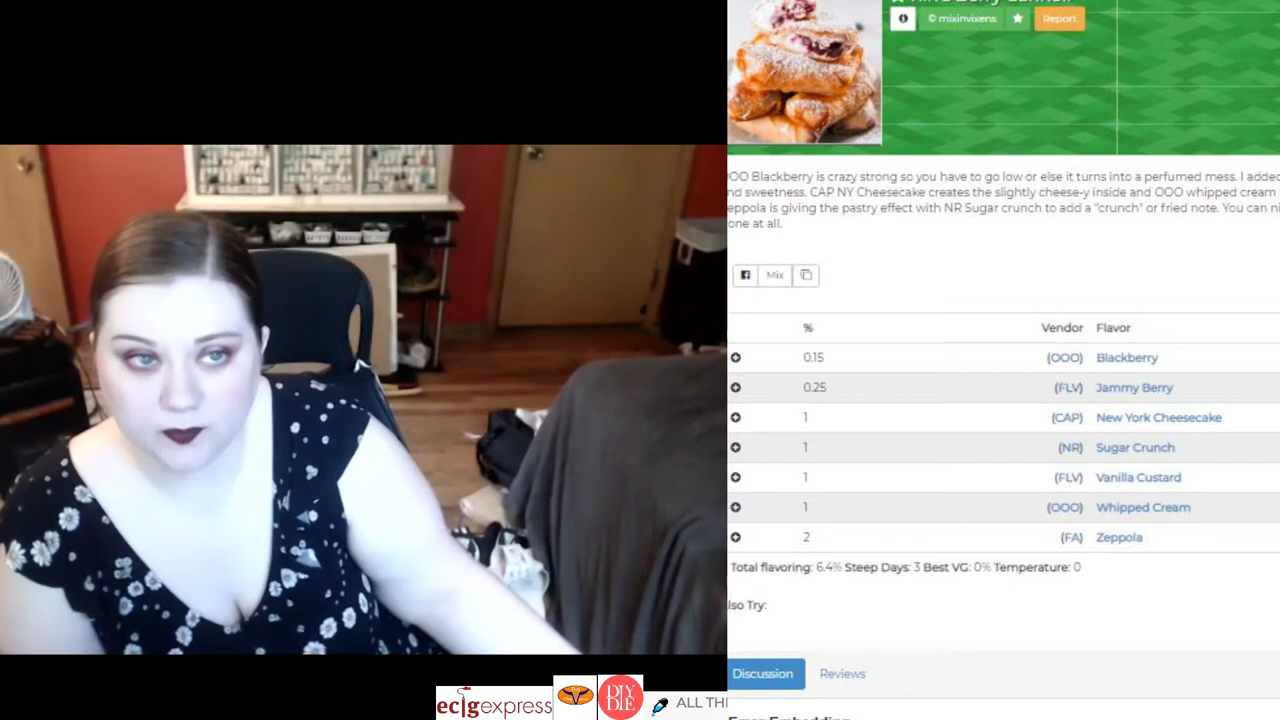 © mixinvixens
Report
OO Blackberry is crazy strong so you have to go low or else it turns into a perfumed mess. I added
nd sweetness. CAP NY Cheesecake creates the slightly cheese-y inside and OOO whipped cream
eppola is giving the pastry effect with NR Sugar crunch to add a "crunch" or fried note. You can ni
one at all.
Mix
% Vendor Flavor
0.15 (OOO) Blackberry
0.25 (FLV) Jammy Berry
1 (CAP) New York Cheesecake
1 (NR) Sugar Crunch
1 (FLV) Vanilla Custard
1 (OOO) Whipped Cream
2 (FA) Zeppola
Total flavoring: 6.4% Steep Days: 3 Best VG: 0% Temperature: 0
lso Try:
Discussion Reviews
ecigexpress
DIY
DIE
ALL TH